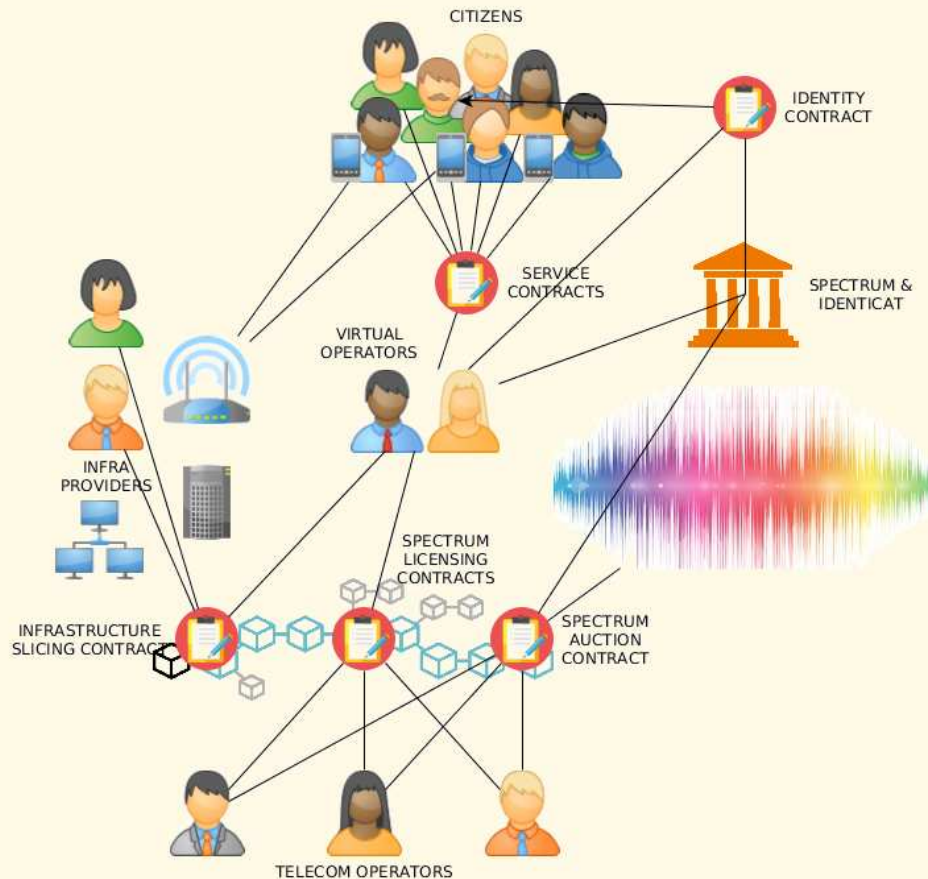 CITIZENS
IDENTITY
CONTRACT
SERVICE
CONTRACTS
SPECTRUM &
IDENTICAT
VIRTUAL
OPERATORS
INFRA
PROVIDERS
SPECTRUM
LICENSING
CONTRACTS
INFRASTRUCTURE
SLICING CONTRACT
SPECTRUM
AUCTION
CONTRACT
TELECOM OPERATORS